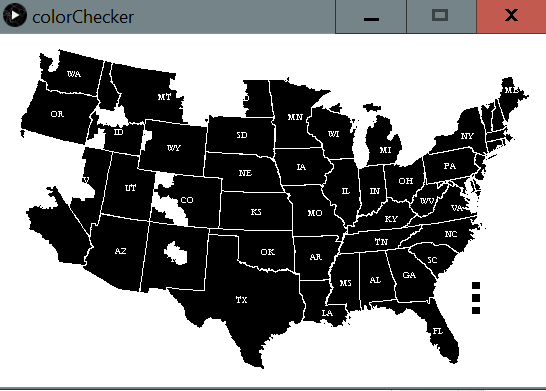 colorChecker
WA
ME
MT
OR
MN
NY
ID
SD
WI
MI
WY
PA
IA
OH
NE
UT
IL
IN
CO
WV
VA
KS
MO
KY
NC
TN
AZ
OK
AR
SC
GA
MS
AL
TX
LA
FL